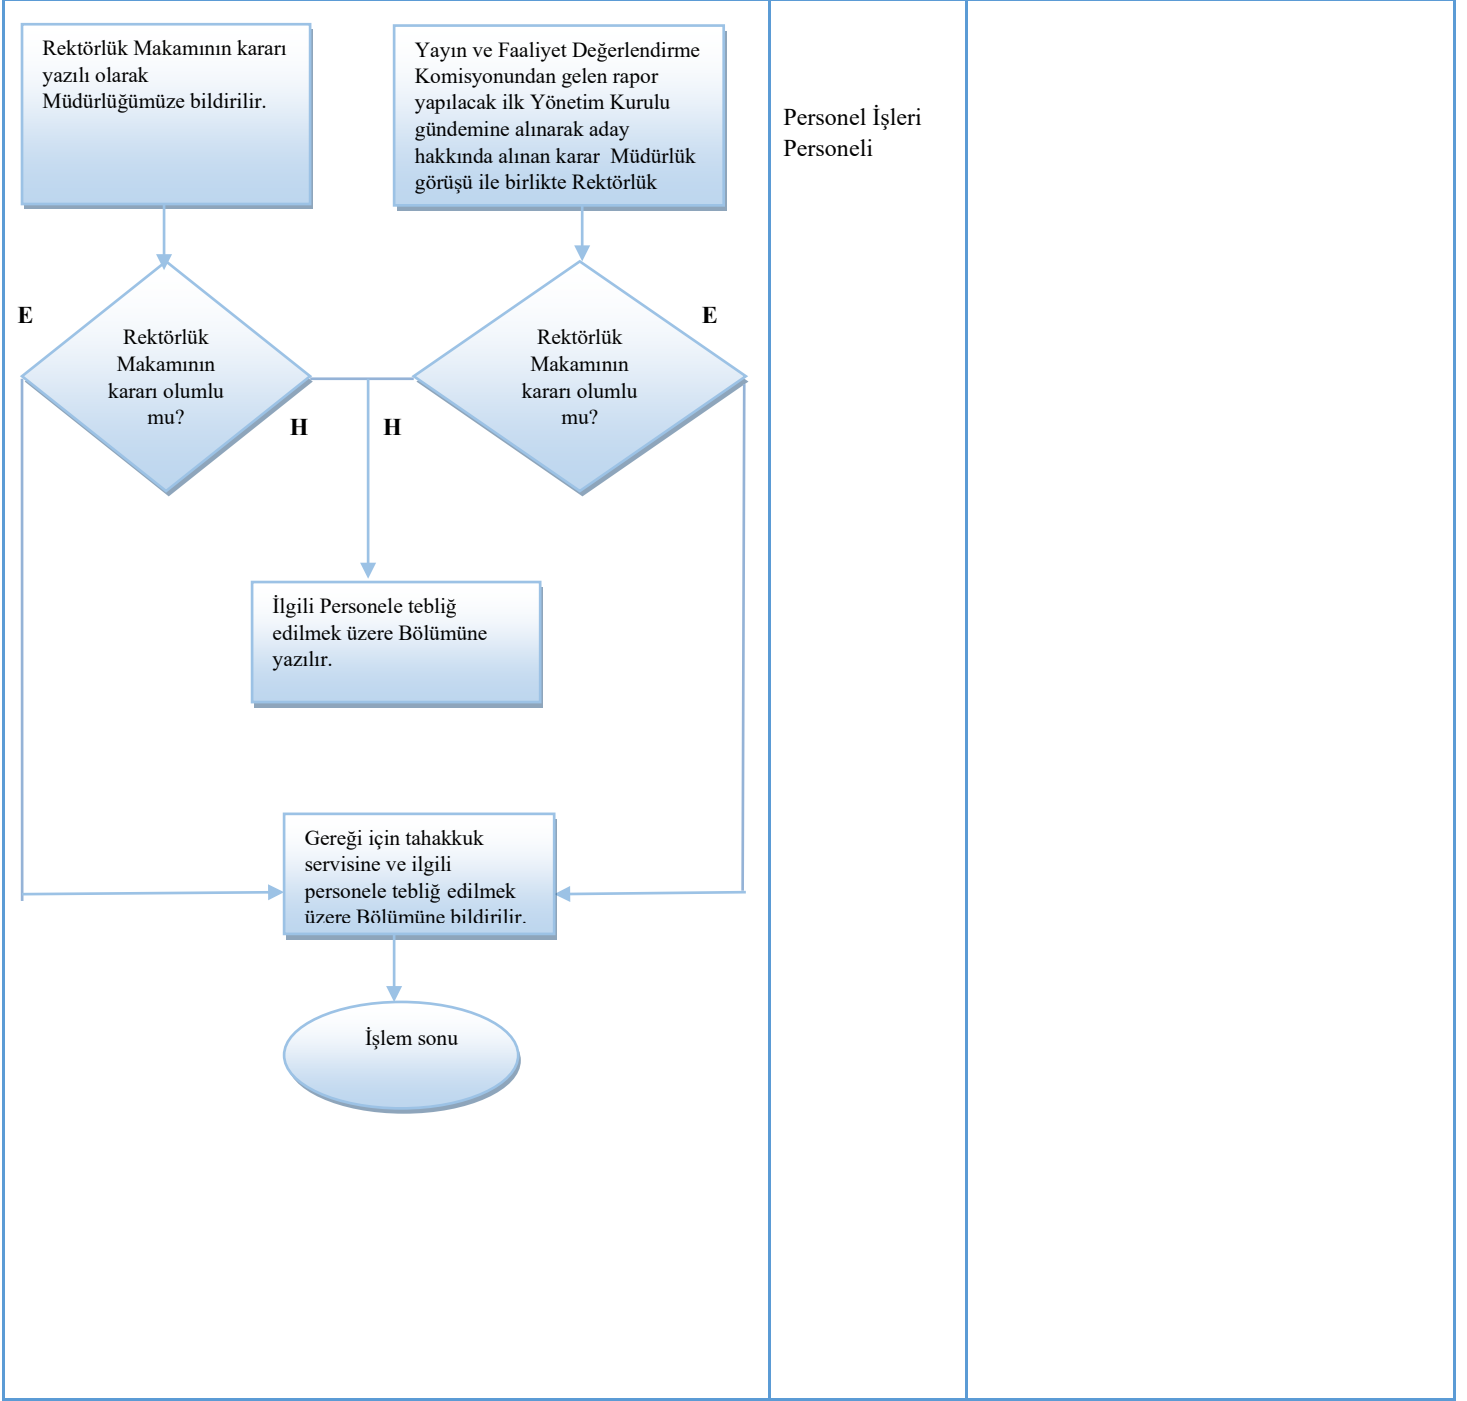 Rektörlük Makamının kararı
yazılı olarak
Müdürlüğümüze bildirilir.
Yayın ve Faaliyet Değerlendirme
Komisyonundan gelen rapor
yapılacak ilk Yönetim Kurulu
gündemine alınarak aday
hakkında alınan karar  Müdürlük
görüşü ile birlikte Rektörlük
Personel İşleri
Personeli
E
Rektörlük
Makamının
kararı olumlu
mu?
H
E
Rektörlük
Makamının
kararı olumlu
mu?
H
İlgili Personele tebliğ
edilmek üzere Bölümüne
yazılır.
Gereği için tahakkuk
servisine ve ilgili
personele tebliğ edilmek
üzere Bölümüne bildirilir.
İşlem sonu